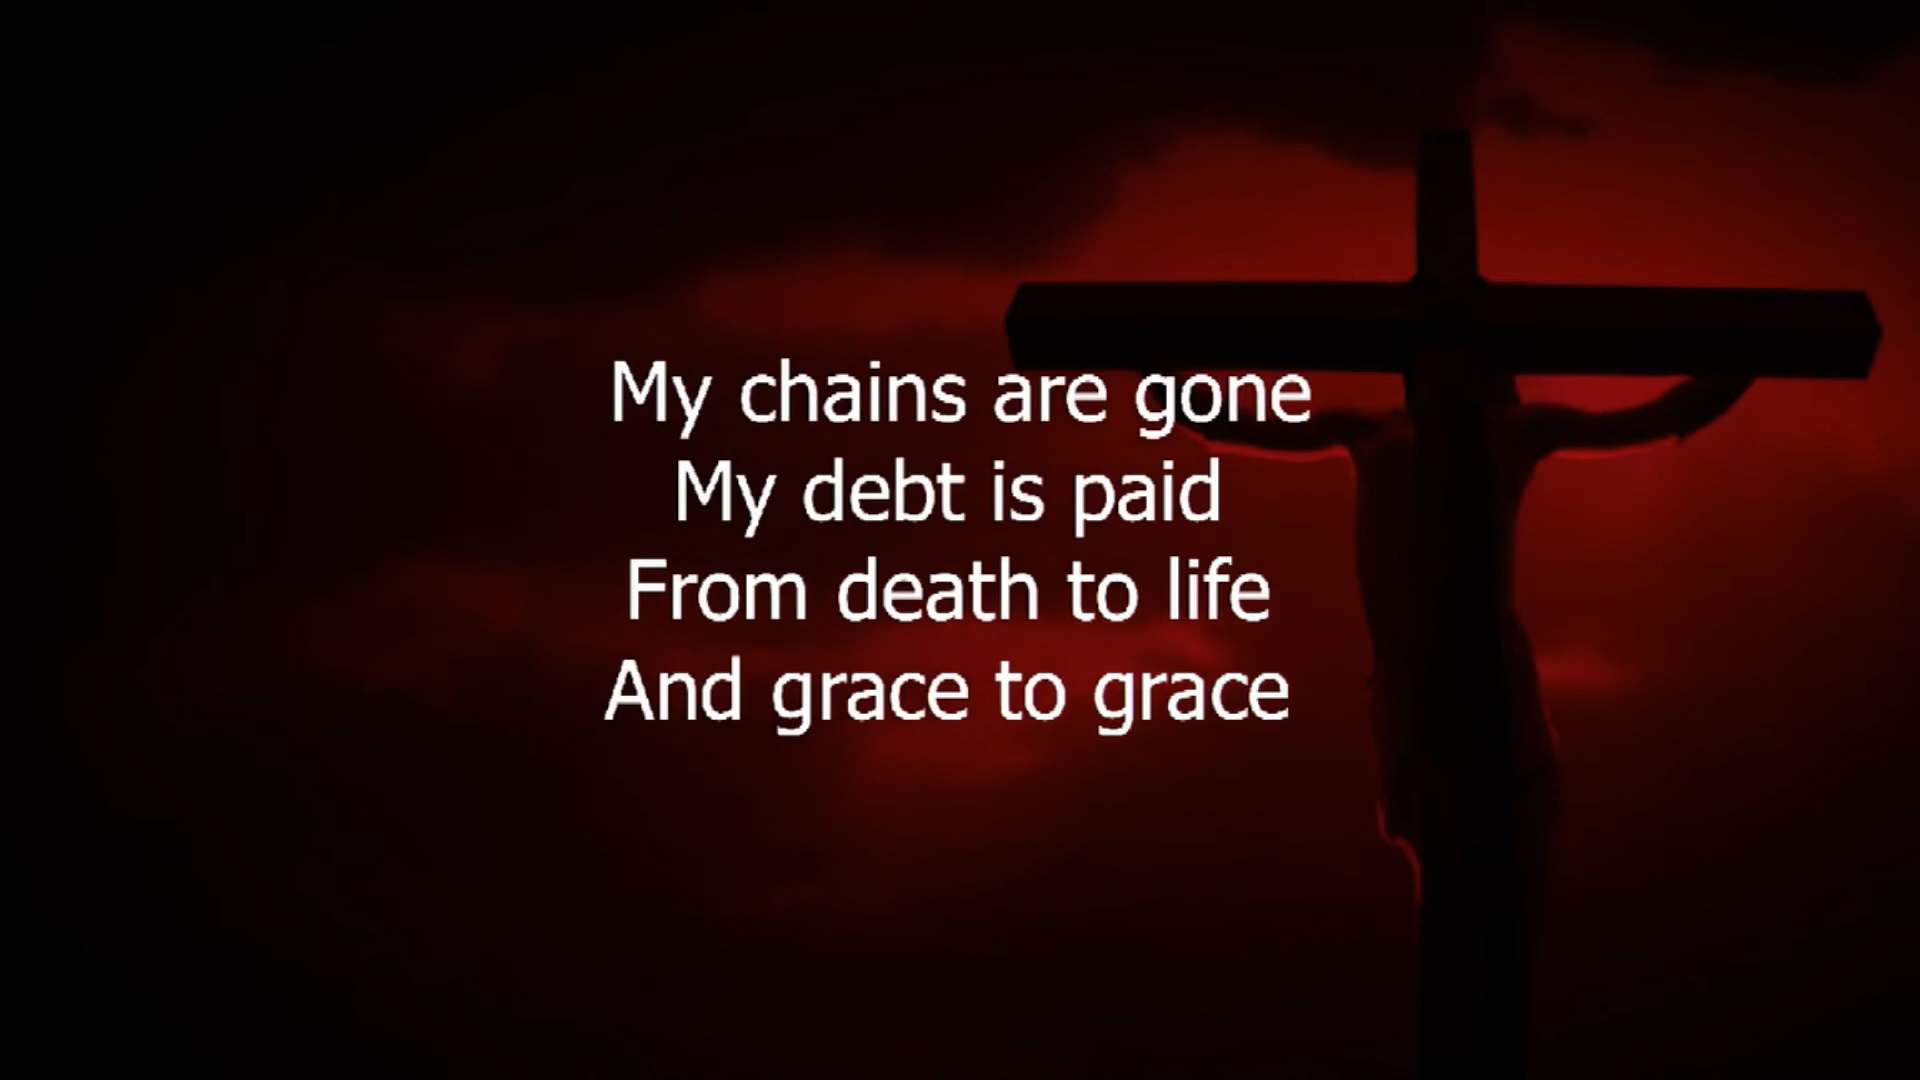 My chains are gone
My debt is paid
From death to life
And grace to grace